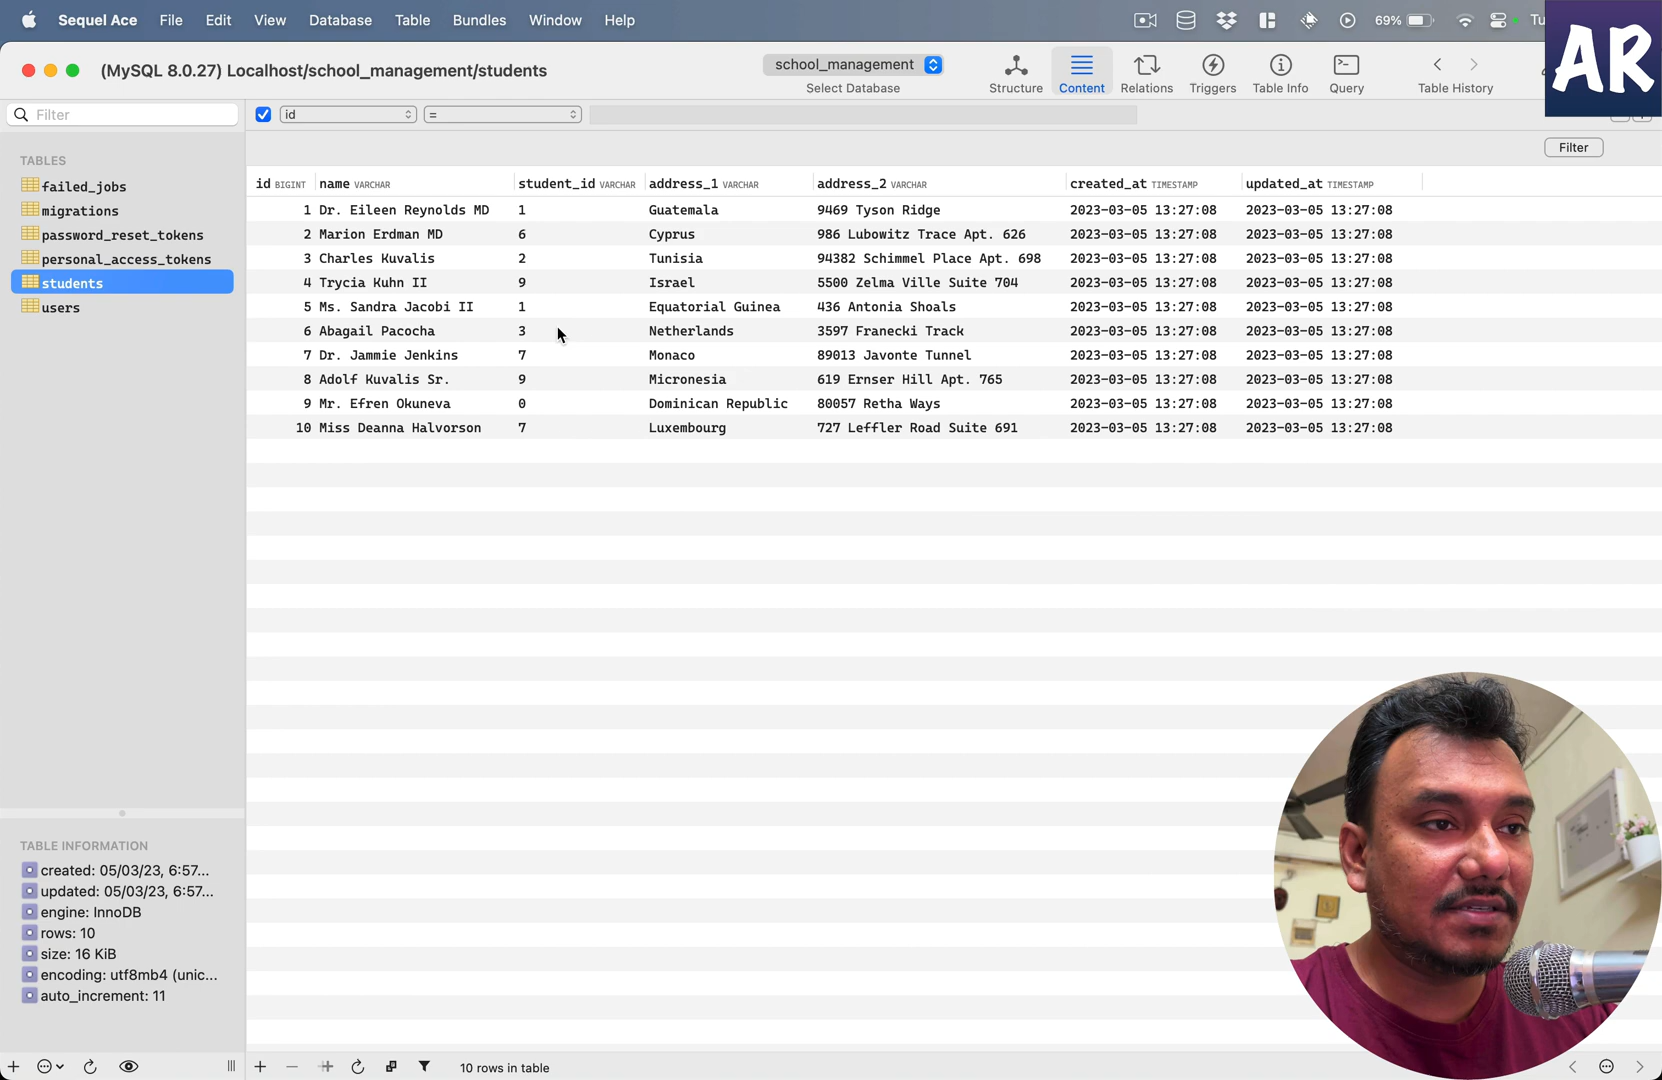 Sequel Ace File Edit View Database Table Bundles Window Help 69% Tu
AR
(MySQL 8.0.27) Localhost/school_management/students
school_management
Select Database
Structure Content Relations Triggers Table Info Query Table History
Filter
id =
Filter
TABLES
failed_jobs
migrations
password_reset_tokens
personal_access_tokens
students
users
id BIGINT name VARCHAR student_id VARCHAR address_1 VARCHAR address_2 VARCHAR created_at TIMESTAMP updated_at TIMESTAMP
1 Dr. Eileen Reynolds MD 1 Guatemala 9469 Tyson Ridge 2023-03-05 13:27:08 2023-03-05 13:27:08
2 Marion Erdman MD 6 Cyprus 986 Lubowitz Trace Apt. 626 2023-03-05 13:27:08 2023-03-05 13:27:08
3 Charles Kuvalis 2 Tunisia 94382 Schimmel Place Apt. 698 2023-03-05 13:27:08 2023-03-05 13:27:08
4 Trycia Kuhn II 9 Israel 5500 Zelma Ville Suite 704 2023-03-05 13:27:08 2023-03-05 13:27:08
5 Ms. Sandra Jacobi II 1 Equatorial Guinea 436 Antonia Shoals 2023-03-05 13:27:08 2023-03-05 13:27:08
6 Abagail Pacocha 3 Netherlands 3597 Franecki Track 2023-03-05 13:27:08 2023-03-05 13:27:08
7 Dr. Jammie Jenkins 7 Monaco 89013 Javonte Tunnel 2023-03-05 13:27:08 2023-03-05 13:27:08
8 Adolf Kuvalis Sr. 9 Micronesia 619 Ernser Hill Apt. 765 2023-03-05 13:27:08 2023-03-05 13:27:08
9 Mr. Efren Okuneva 0 Dominican Republic 80057 Retha Ways 2023-03-05 13:27:08 2023-03-05 13:27:08
10 Miss Deanna Halvorson 7 Luxembourg 727 Leffler Road Suite 691 2023-03-05 13:27:08 2023-03-05 13:27:08
TABLE INFORMATION
created: 05/03/23, 6:57...
updated: 05/03/23, 6:57...
engine: InnoDB
rows: 10
size: 16 KiB
encoding: utf8mb4 (unic...
auto_increment: 11
10 rows in table